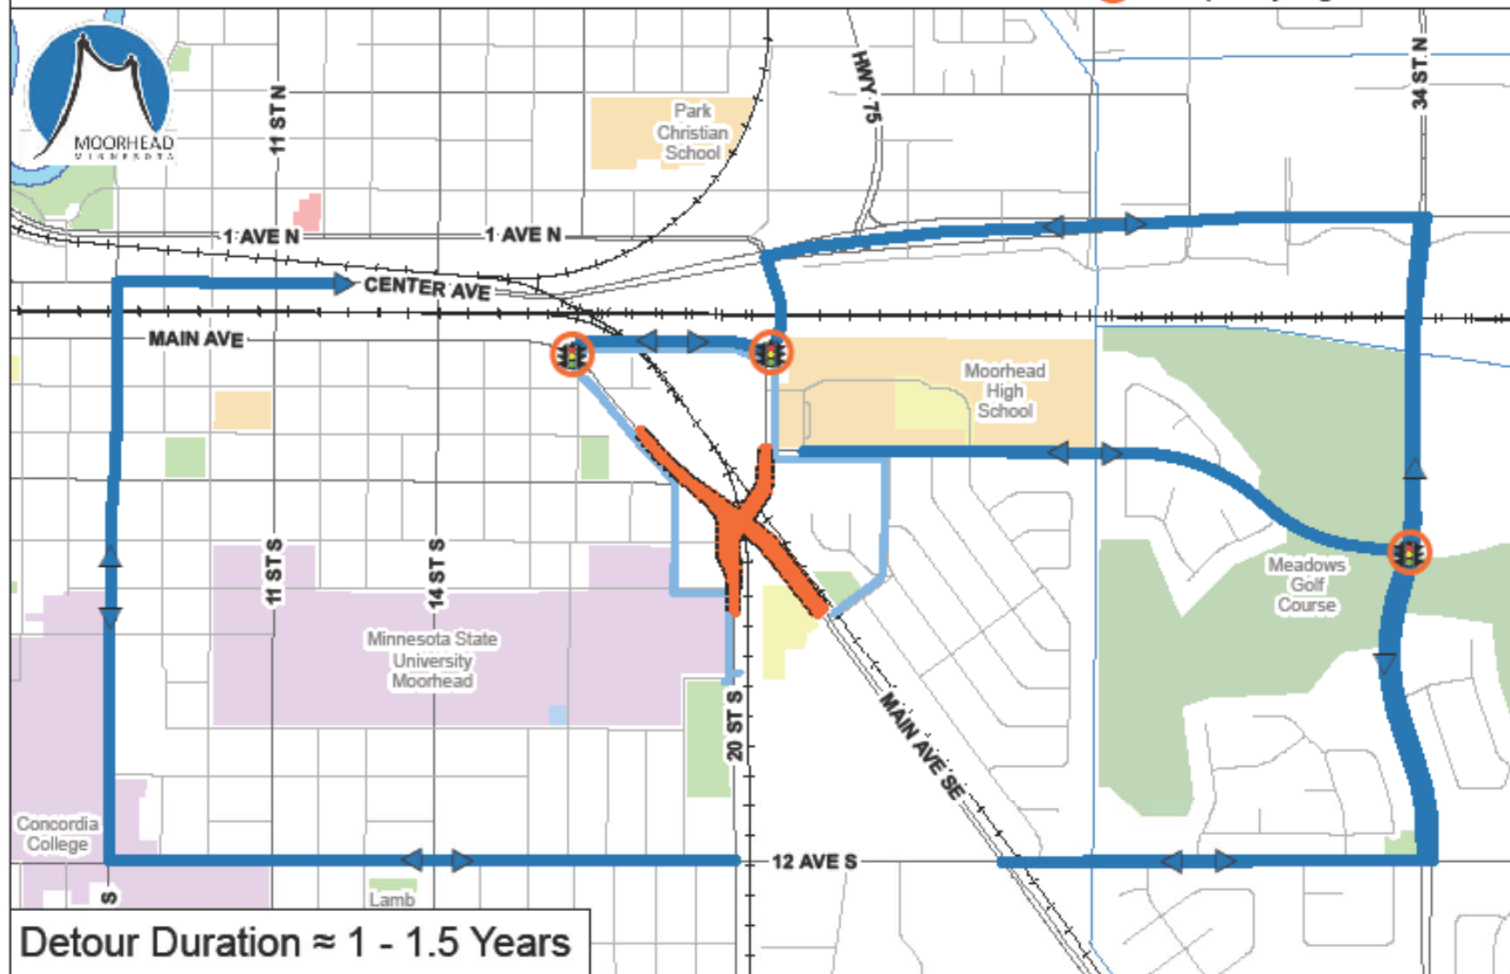 MOORHEAD
MINNESOTA
11 ST N
HWY 75
34 ST N
Park
Christian
School
1 AVE N
1 AVE N
CENTER AVE
MAIN AVE
Moorhead
High
School
11 ST S
14 ST S
Meadows
Golf
Course
Minnesota State
University
Moorhead
20 ST S
MAIN AVE SE
Concordia
College
12 AVE S
S
Lamb
Detour Duration ≈ 1 - 1.5 Years